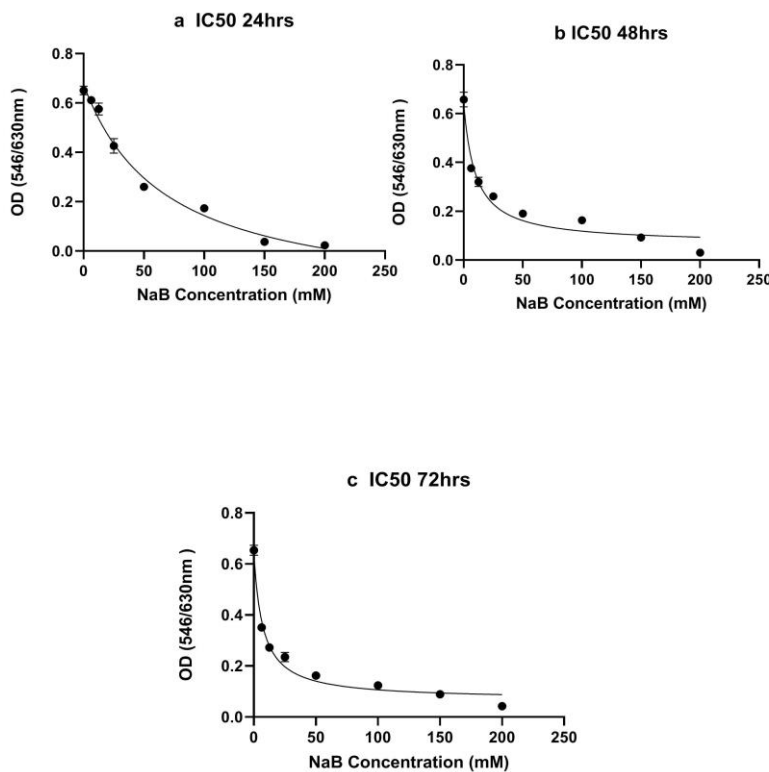 a IC50 24hrs
0.8
0.6
0.4
0.2
0.0
OD (546/630nm )
0 50 100 150 200 250
NaB Concentration (mM)
b IC50 48hrs
0.8
0.6
0.4
0.2
0.0
OD (546/630nm )
0 50 100 150 200 250
NaB Concentration (mM)
c IC50 72hrs
0.8
0.6
0.4
0.2
0.0
OD (546/630nm )
0 50 100 150 200 250
NaB Concentration (mM)